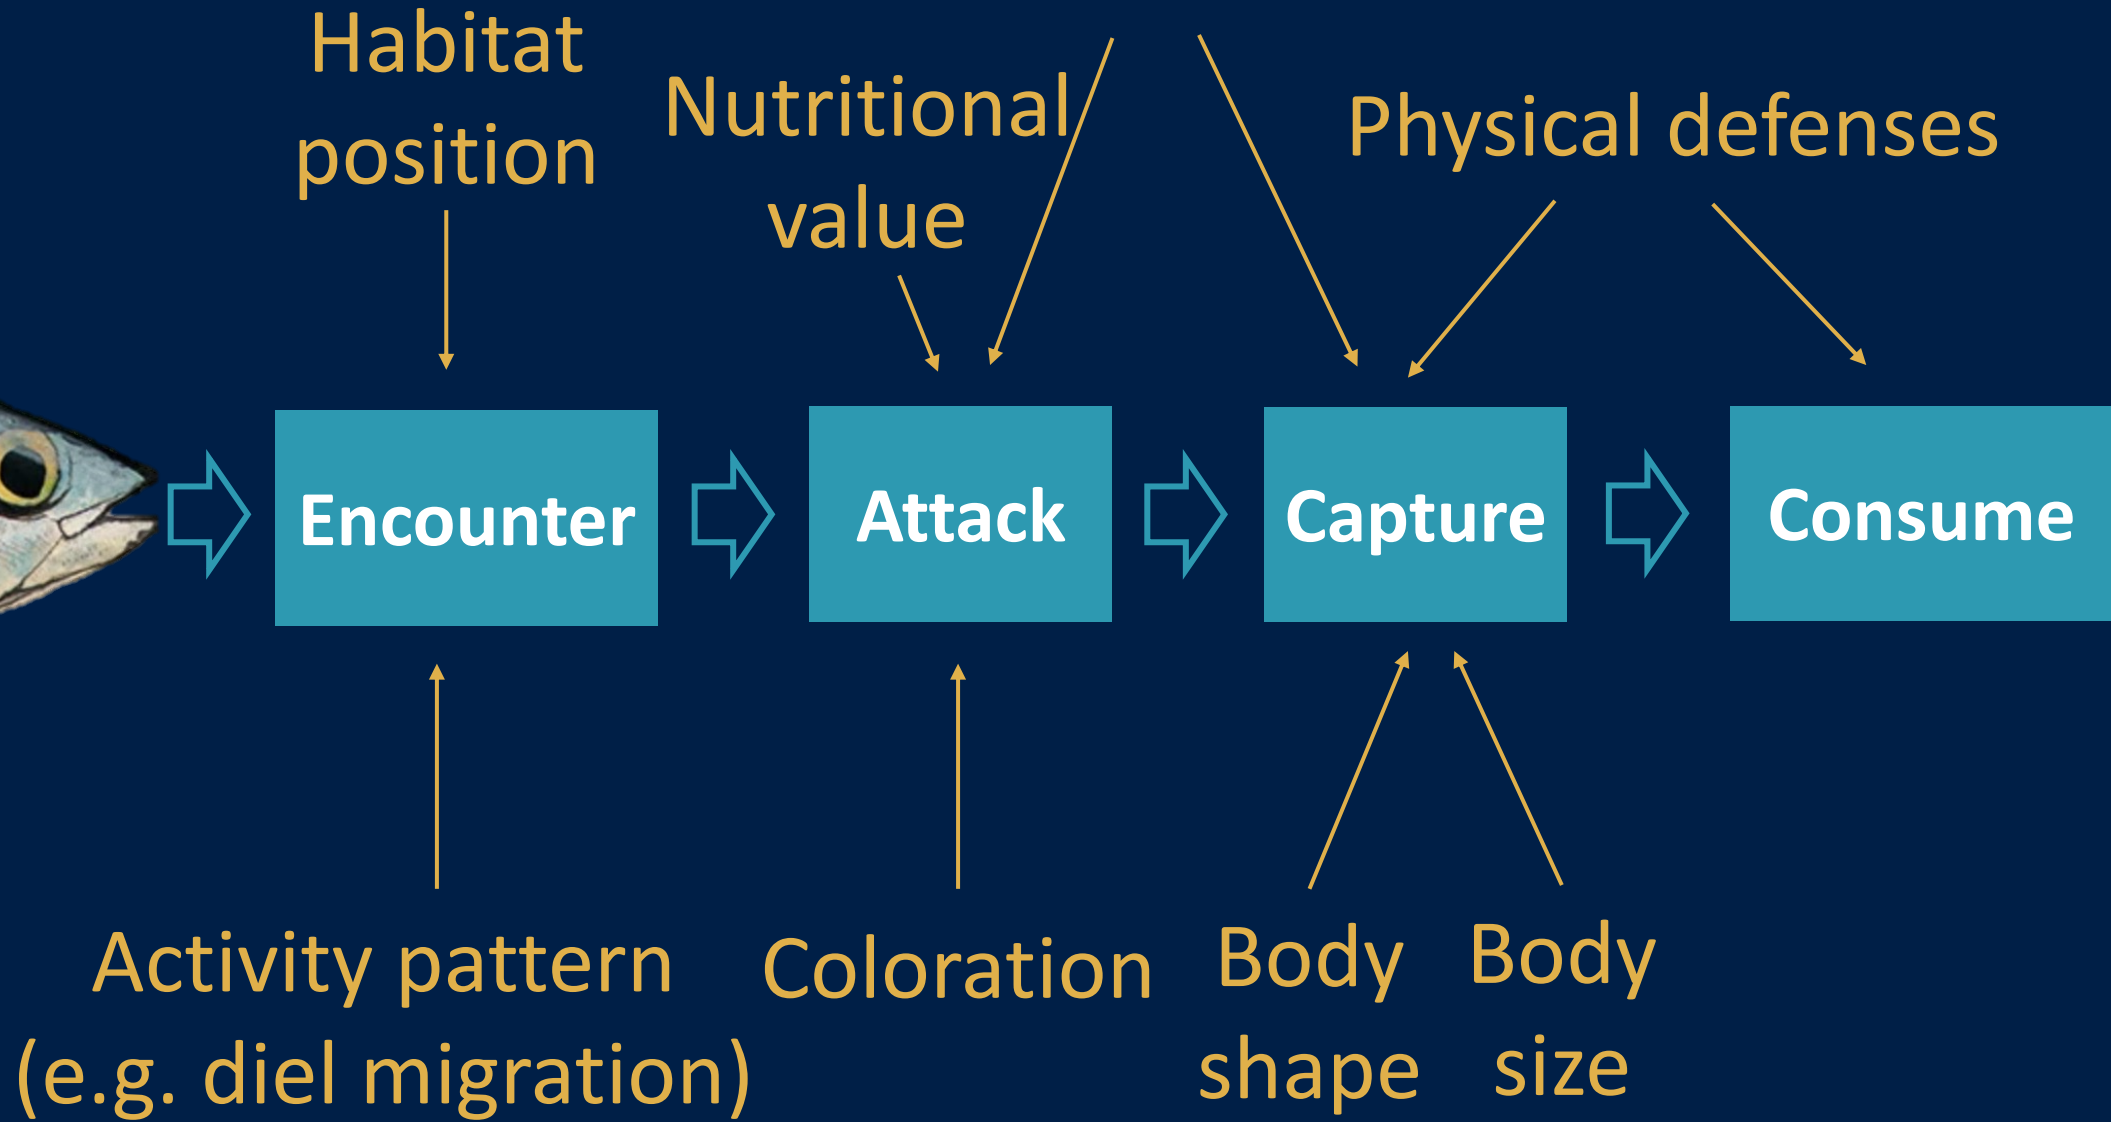 Habitat
position
Nutritional
value
Physical defenses
Encounter
Attack
Capture
Consume
Activity pattern
(e.g. diel migration)
Coloration
Body
shape
Body
size